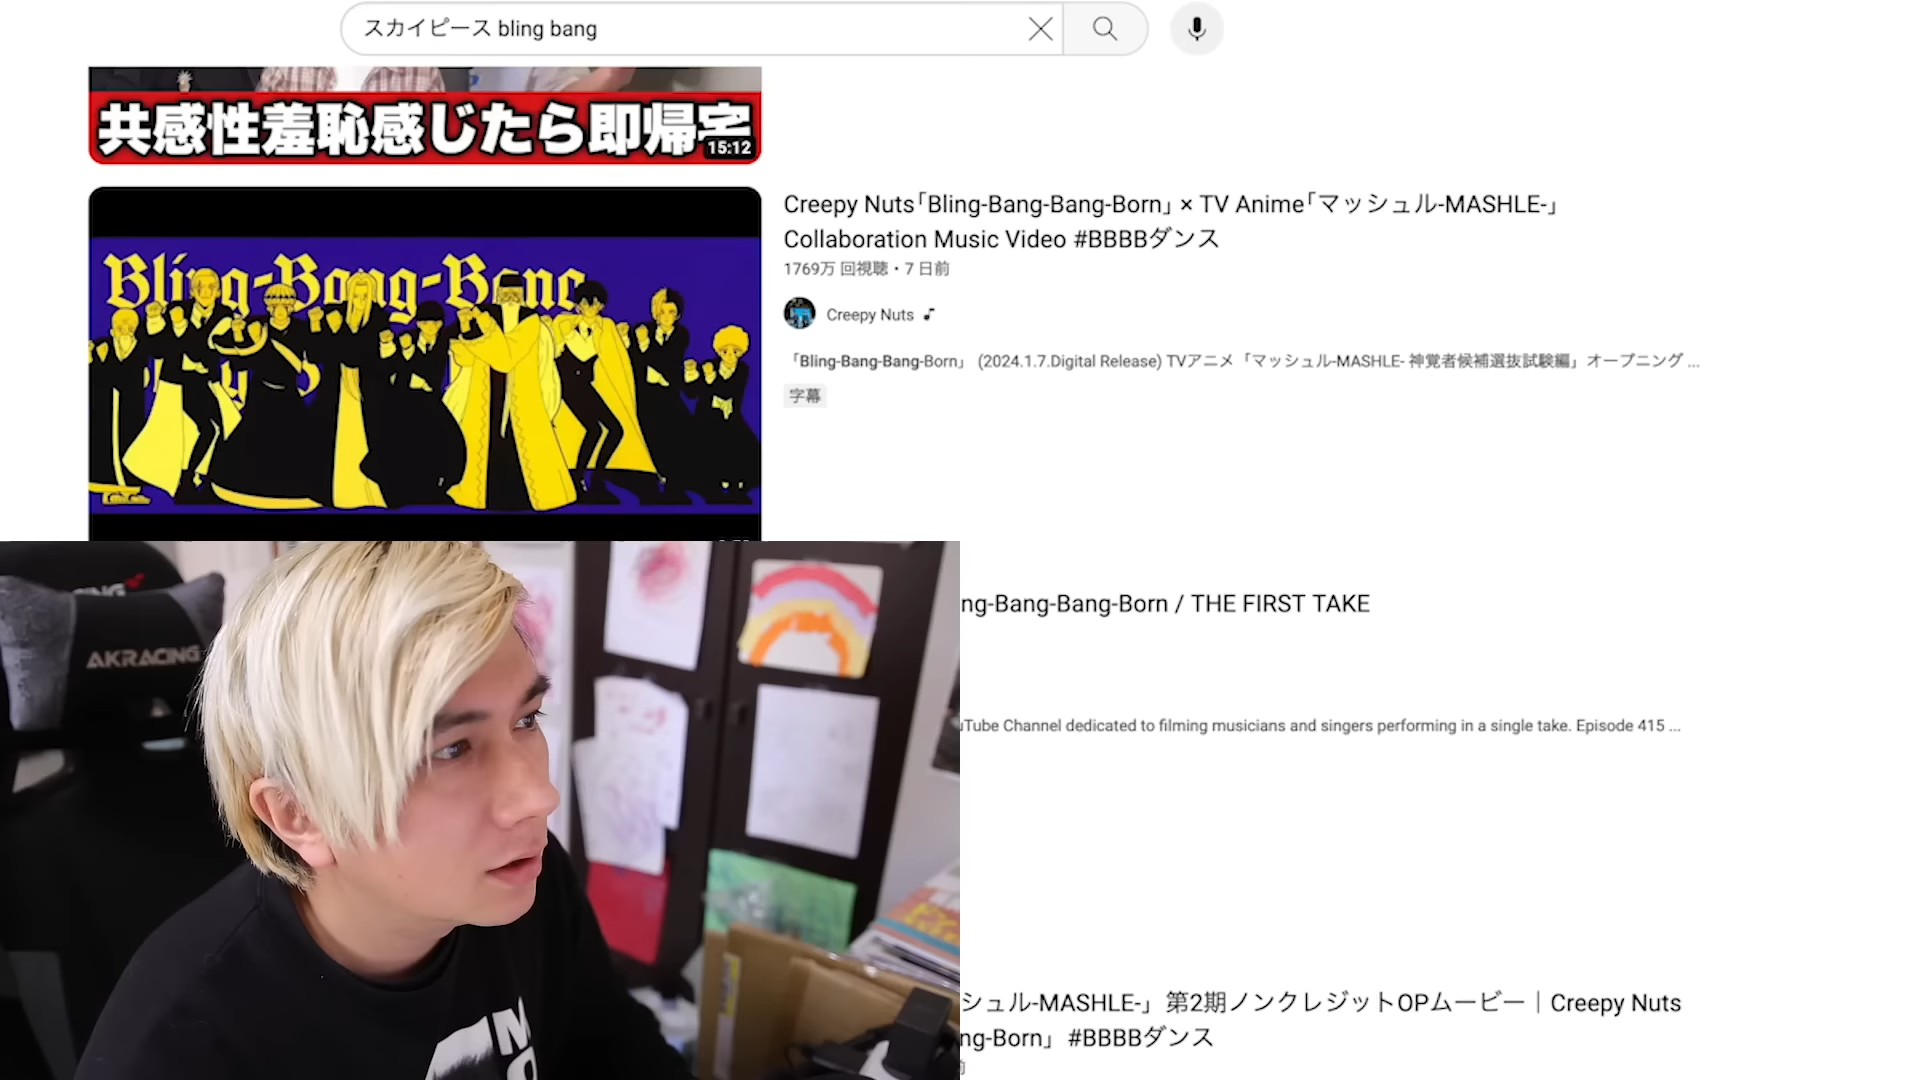 スカイピース bling bang
共感性羞恥感じたら即帰宅
15:12
Creepy Nuts「Bling-Bang-Bang-Born」 × TV Anime「マッシュル-MASHLE-」
Collaboration Music Video #BBBBダンス
1769万 回視聴・7 日前
Creepy Nuts
「Bling-Bang-Bang-Born」 (2024.1.7.Digital Release) TVアニメ「マッシュル-MASHLE- 神覚者候補選抜試験編」オープニング ...
字幕
Bling-Bang-Bang
ng-Bang-Bang-Born / THE FIRST TAKE
Tube Channel dedicated to filming musicians and singers performing in a single take. Episode 415 ...
AKRACING
シュル-MASHLE-」第2期ノンクレジットOPムービー｜Creepy Nuts
ng-Born」 #BBBBダンス